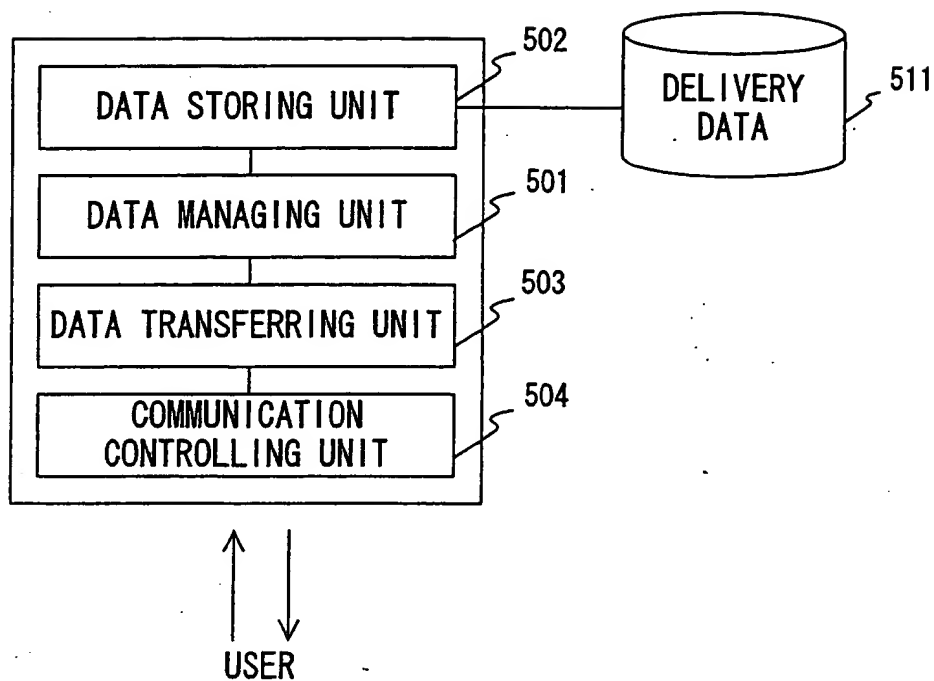 502
DATA STORING UNIT
DELIVERY
DATA
511
501
DATA MANAGING UNIT
503
DATA TRANSFERRING UNIT
504
COMMUNICATION
CONTROLLING UNIT
USER